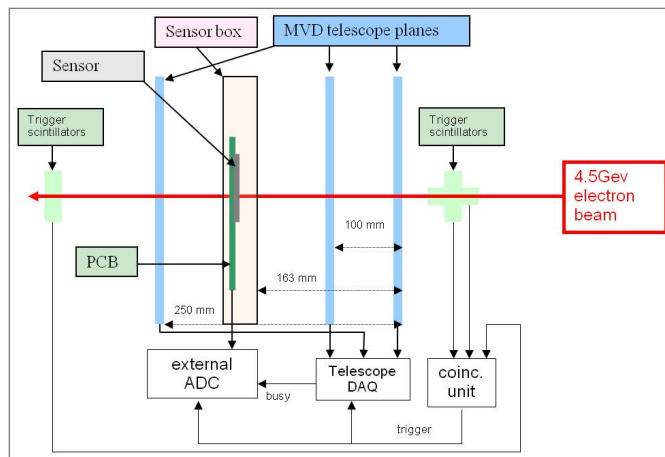 Sensor box
MVD telescope planes
Sensor
Trigger
scintillators
Trigger
scintillators
4.5Gev
electron
beam
100 mm
PCB
163 mm
250 mm
external
ADC
busy
Telescope
DAQ
coinc.
unit
trigger